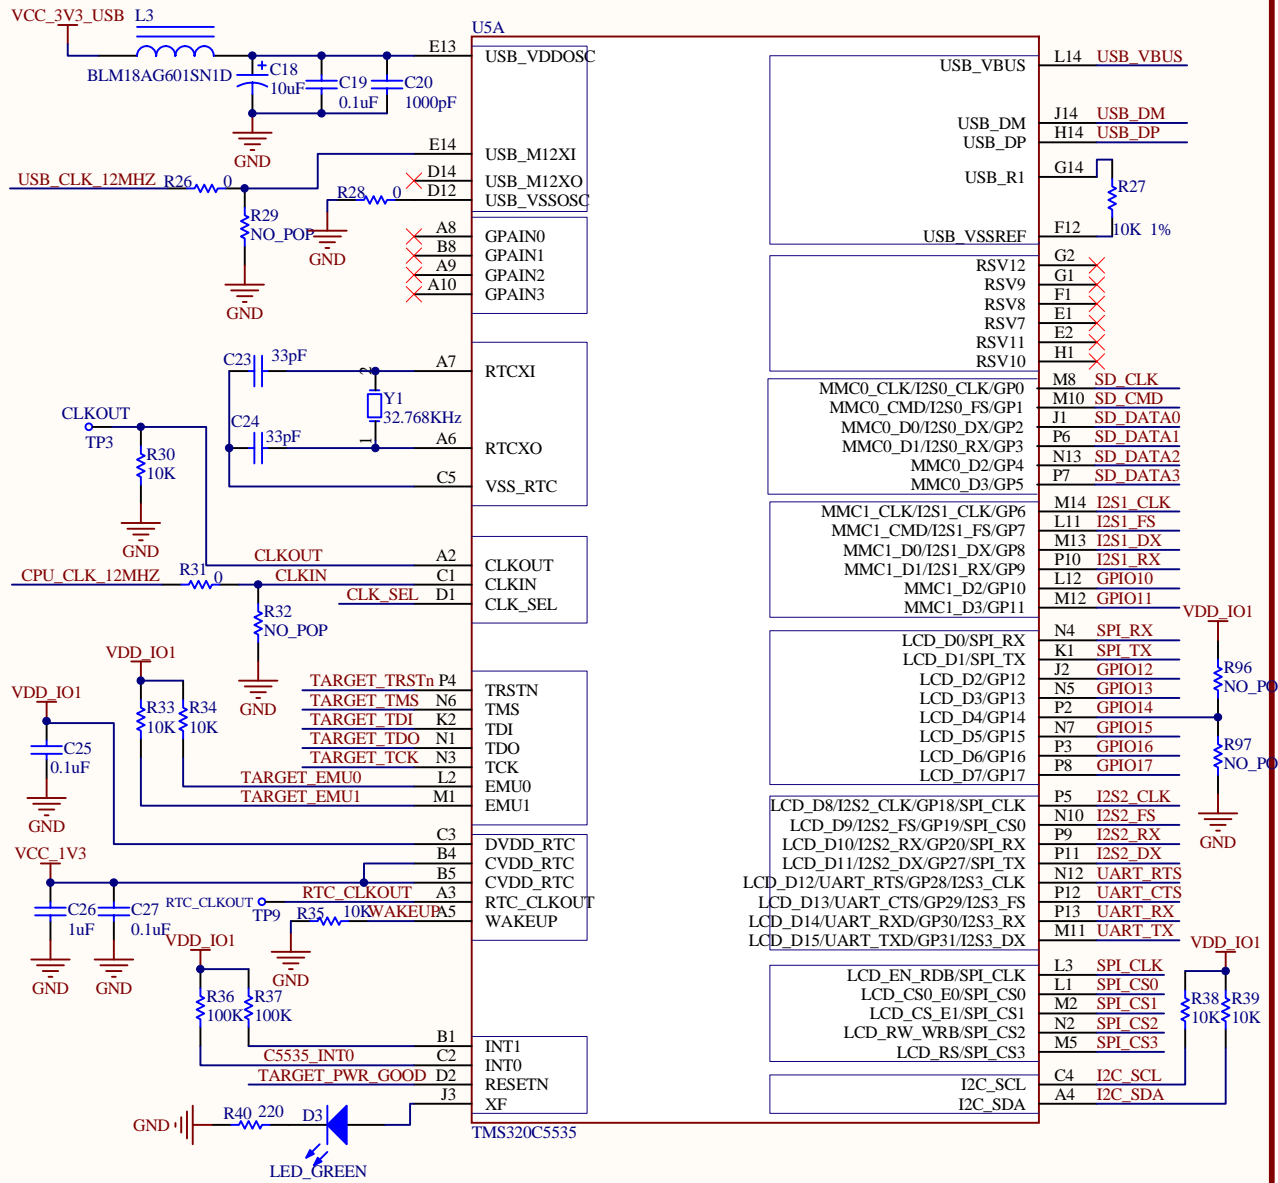 VCC_3V3_USB L3
BLM18AG601SN1D
C18
10uF
C19
0.1uF
C20
1000pF
GND
USB_CLK_12MHZ R26 0
R29
NO_POP
GND
R28 0
GND
C23 33pF
C24 33pF
2
Y1
32.768KHz
1
CLKOUT
TP3
R30
10K
GND
CLKOUT
CPU_CLK_12MHZ R31 0 CLKIN
CLK_SEL
R32
NO_POP
GND
VDD_IO1
R33
10K
R34
10K
VDD_IO1
C25
0.1uF
GND
TARGET_TRSTn
TARGET_TMS
TARGET_TDI
TARGET_TDO
TARGET_TCK
TARGET_EMU0
TARGET_EMU1
VCC_1V3
C26
1uF
C27
0.1uF
GND
GND
RTC_CLKOUT TP9
RTC_CLKOUT
R35 10K WAKEUP
GND
VDD_IO1
R36
100K
R37
100K
C5535_INT0
TARGET_PWR_GOOD
GND R40 220 D3
LED_GREEN
U5A
E13 USB_VDDOSC
E14 USB_M12XI
D14 USB_M12XO
D12 USB_VSSOSC
A8 GPAIN0
B8 GPAIN1
A9 GPAIN2
A10 GPAIN3
A7 RTCXI
A6 RTCXO
C5 VSS_RTC
A2 CLKOUT
C1 CLKIN
D1 CLK_SEL
P4 TRSTN
N6 TMS
K2 TDI
N1 TDO
N3 TCK
L2 EMU0
M1 EMU1
C3 DVDD_RTC
B4 CVDD_RTC
B5 CVDD_RTC
A3 RTC_CLKOUT
A5 WAKEUP
B1 INT1
C2 INT0
D2 RESETN
J3 XF
TMS320C5535
USB_VBUS L14 USB_VBUS
USB_DM J14 USB_DM
USB_DP H14 USB_DP
USB_R1 G14
R27
10K 1%
USB_VSSREF F12
RSV12 G2
RSV9 G1
RSV8 F1
RSV7 E1
RSV11 E2
RSV10 H1
MMC0_CLK/I2S0_CLK/GP0 M8 SD_CLK
MMC0_CMD/I2S0_FS/GP1 M10 SD_CMD
MMC0_D0/I2S0_DX/GP2 J1 SD_DATA0
MMC0_D1/I2S0_RX/GP3 P6 SD_DATA1
MMC0_D2/GP4 N13 SD_DATA2
MMC0_D3/GP5 P7 SD_DATA3
MMC1_CLK/I2S1_CLK/GP6 M14 I2S1_CLK
MMC1_CMD/I2S1_FS/GP7 L11 I2S1_FS
MMC1_D0/I2S1_DX/GP8 M13 I2S1_DX
MMC1_D1/I2S1_RX/GP9 P10 I2S1_RX
MMC1_D2/GP10 L12 GPIO10
MMC1_D3/GP11 M12 GPIO11
LCD_D0/SPI_RX N4 SPI_RX
LCD_D1/SPI_TX K1 SPI_TX
LCD_D2/GP12 J2 GPIO12
LCD_D3/GP13 N5 GPIO13
LCD_D4/GP14 P2 GPIO14
LCD_D5/GP15 N7 GPIO15
LCD_D6/GP16 P3 GPIO16
LCD_D7/GP17 P8 GPIO17
VDD_IO1
R96
NO_PO
R97
NO_PO
GND
LCD_D8/I2S2_CLK/GP18/SPI_CLK P5 I2S2_CLK
LCD_D9/I2S2_FS/GP19/SPI_CS0 N10 I2S2_FS
LCD_D10/I2S2_RX/GP20/SPI_RX P9 I2S2_RX
LCD_D11/I2S2_DX/GP27/SPI_TX P11 I2S2_DX
LCD_D12/UART_RTS/GP28/I2S3_CLK N12 UART_RTS
LCD_D13/UART_CTS/GP29/I2S3_FS P12 UART_CTS
LCD_D14/UART_RXD/GP30/I2S3_RX P13 UART_RX
LCD_D15/UART_TXD/GP31/I2S3_DX M11 UART_TX
LCD_EN_RDB/SPI_CLK L3 SPI_CLK
LCD_CS0_E0/SPI_CS0 L1 SPI_CS0
LCD_CS_E1/SPI_CS1 M2 SPI_CS1
LCD_RW_WRB/SPI_CS2 N2 SPI_CS2
LCD_RS/SPI_CS3 M5 SPI_CS3
VDD_IO1
R38
10K
R39
10K
I2C_SCL C4 I2C_SCL
I2C_SDA A4 I2C_SDA